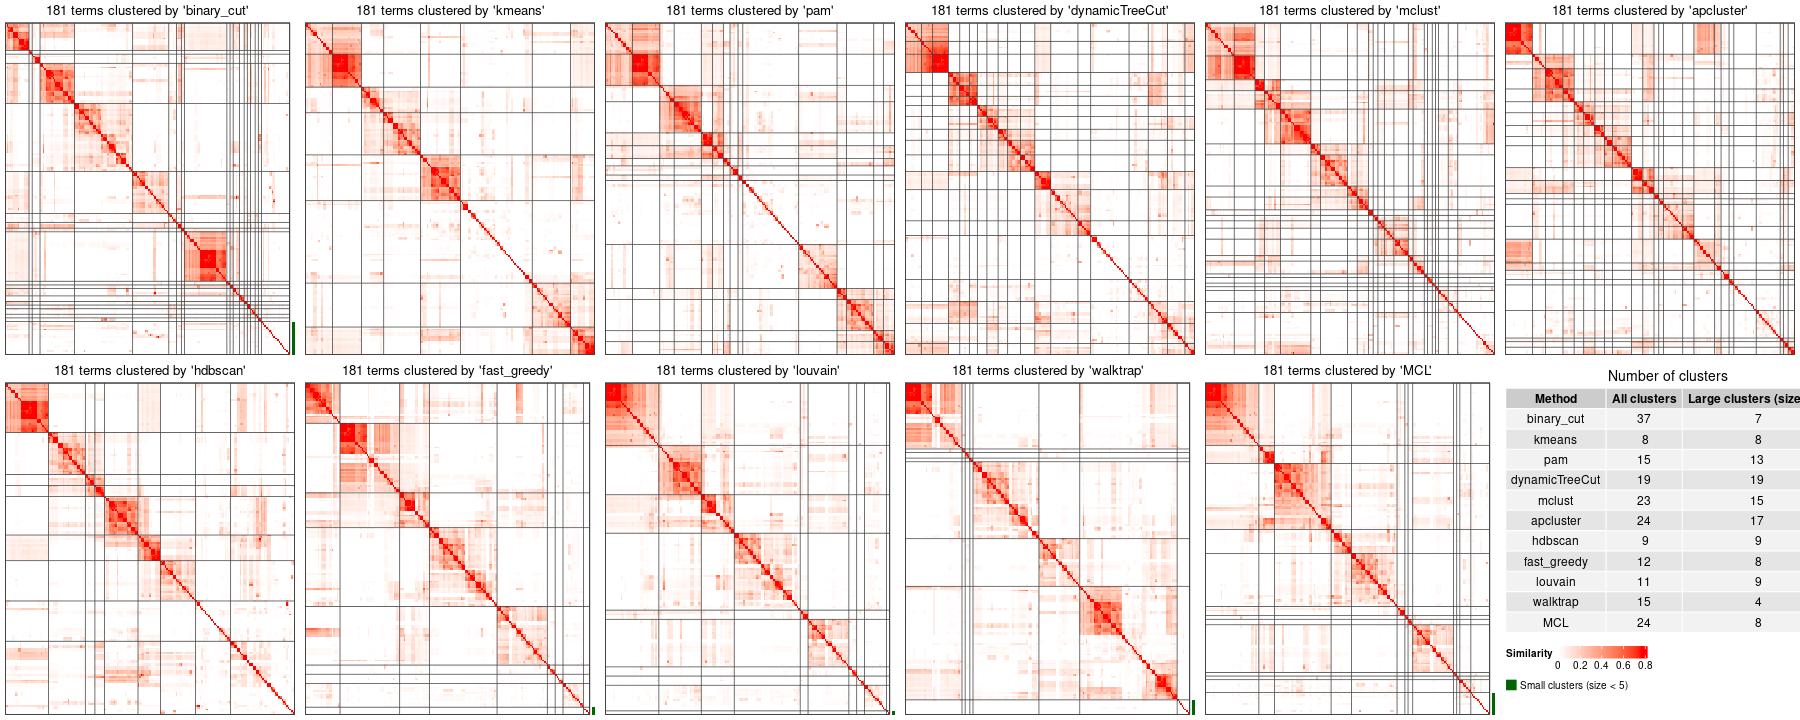 181 terms clustered by 'binary_cut'
181 terms clustered by 'kmeans'
181 terms clustered by 'pam'
181 terms clustered by 'dynamicTreeCut'
181 terms clustered by 'mclust'
181 terms clustered by 'apcluster'
181 terms clustered by 'hdbscan'
181 terms clustered by 'fast_greedy'
181 terms clustered by 'louvain'
181 terms clustered by 'walktrap'
181 terms clustered by 'MCL'
Number of clusters
Method All clusters Large clusters (size
binary_cut 37 7
kmeans 8 8
pam 15 13
dynamicTreeCut 19 19
mclust 23 15
apcluster 24 17
hdbscan 9 9
fast_greedy 12 8
louvain 11 9
walktrap 15 4
MCL 24 8
Similarity
0 0.2 0.4 0.6 0.8
Small clusters (size < 5)